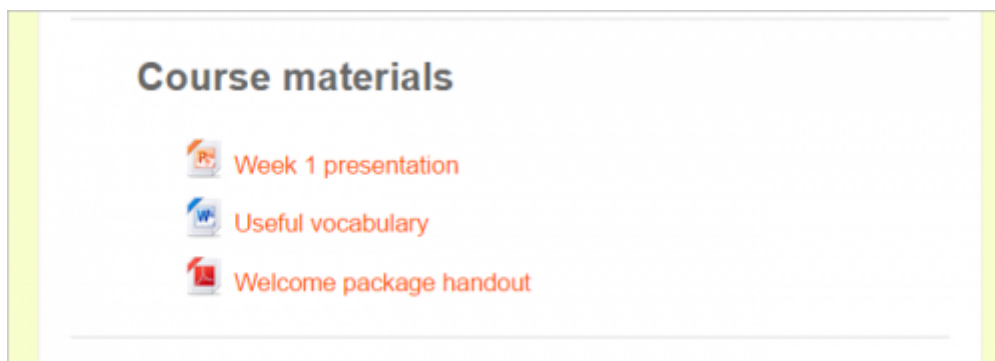 Course materials
Week 1 presentation
Useful vocabulary
Welcome package handout